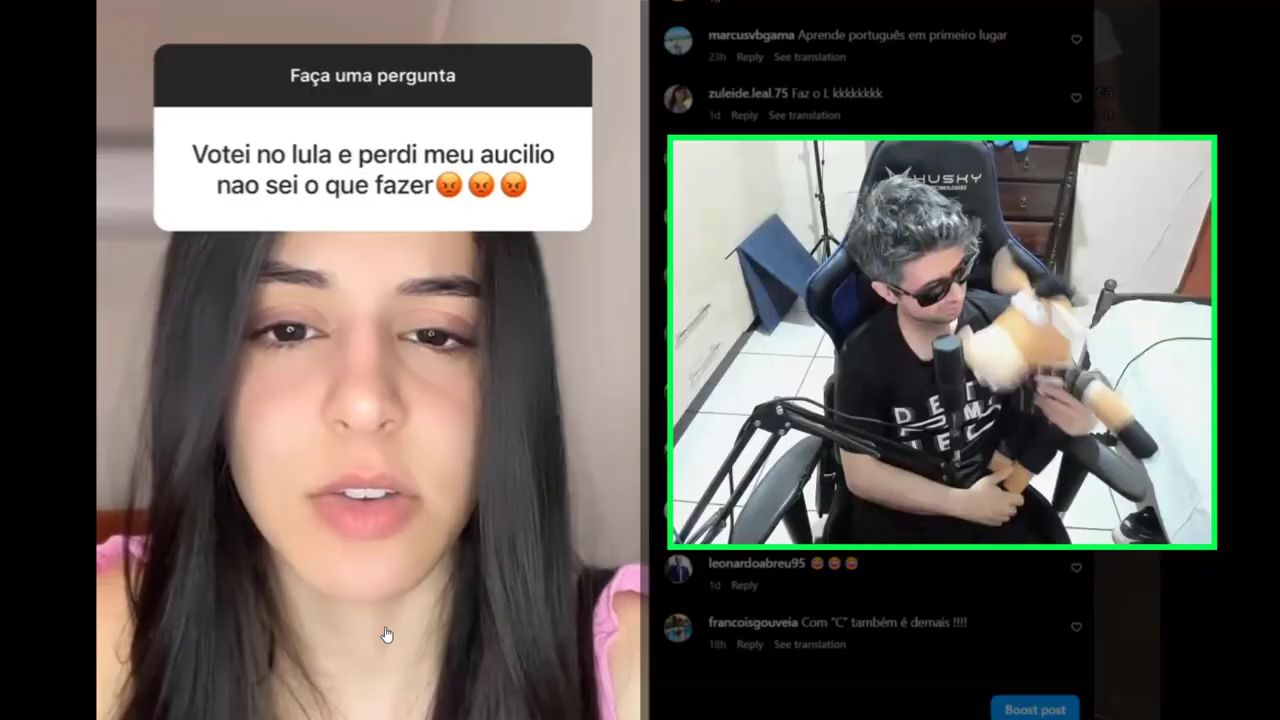 Faça uma pergunta
Votei no lula e perdi meu aucilio
nao sei o que fazer😡😡😡
marcusvbgama Aprende português em primeiro lugar
23h Reply See translation
zuleide.leal.75 Faz o L kkkkkkkk
1d Reply See translation
HUSKY
TECHNOLOGIES
leonardoabreu95 😂😂😂
1d Reply
francoisgouveia Com "C" também é demais !!!!
18h Reply See translation
Boost post